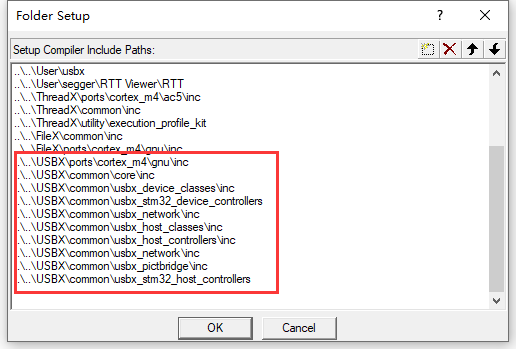 Folder Setup
Setup Compiler Include Paths:
..\..\User\usbx
..\..\User\segger\RTT Viewer\RTT
..\..\ThreadX\ports\cortex_m4\ac5\inc
..\..\ThreadX\common\inc
..\..\ThreadX\utility\execution_profile_kit
..\..\FileX\common\inc
..\..\FileX\ports\cortex_m4\gnu\inc
..\..\USBX\ports\cortex_m4\gnu\inc
..\..\USBX\common\core\inc
..\..\USBX\common\usbx_device_classes\inc
..\..\USBX\common\usbx_stm32_device_controllers
..\..\USBX\common\usbx_network\inc
..\..\USBX\common\usbx_host_classes\inc
..\..\USBX\common\usbx_host_controllers\inc
..\..\USBX\common\usbx_network\inc
..\..\USBX\common\usbx_pictbridge\inc
..\..\USBX\common\usbx_stm32_host_controllers
OK Cancel